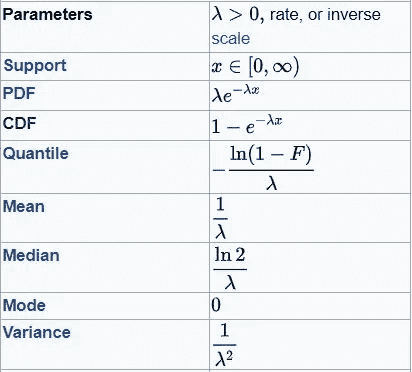 Parameters λ > 0, rate, or inverse
scale
Support x ∈ [0, ∞)
PDF λe^{−λx}
CDF 1 − e^{−λx}
Quantile − ln(1 − F) / λ
Mean 1 / λ
Median ln 2 / λ
Mode 0
Variance 1 / λ²